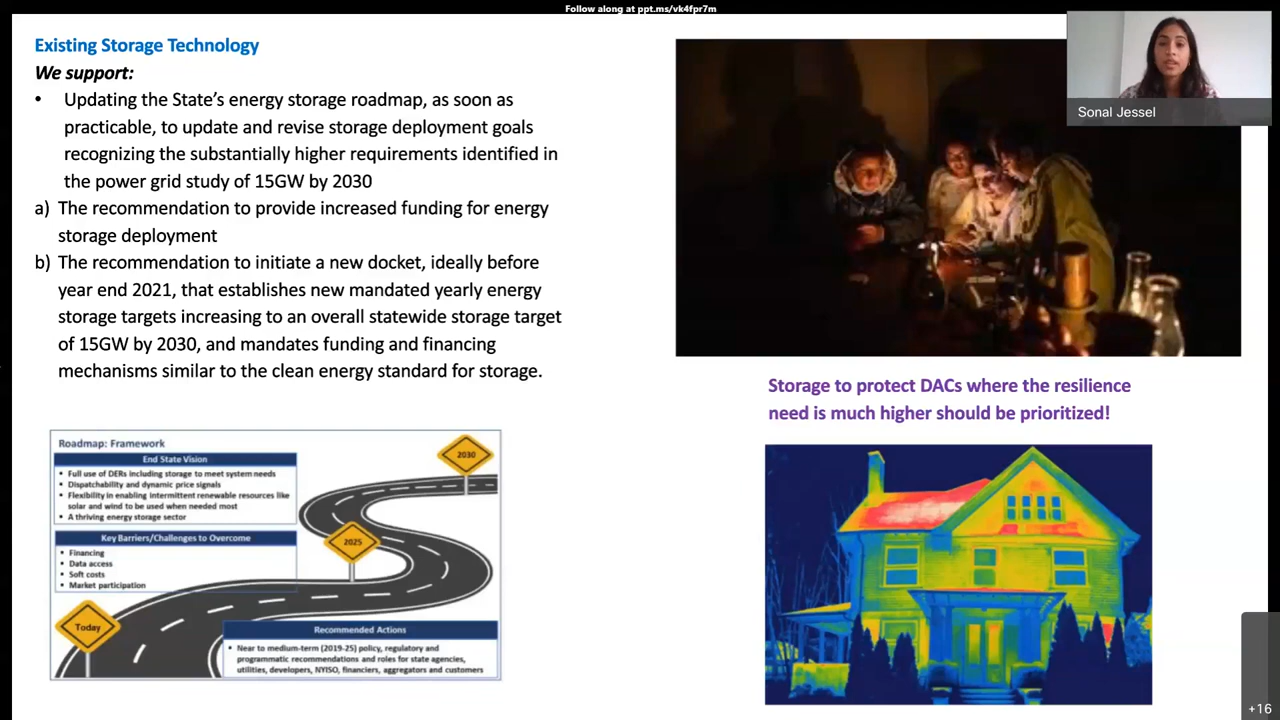 Follow along at ppt.ms/vk4fpr7m
Existing Storage Technology
We support:
• Updating the State's energy storage roadmap, as soon as
practicable, to update and revise storage deployment goals
recognizing the substantially higher requirements identified in
the power grid study of 15GW by 2030
a) The recommendation to provide increased funding for energy
storage deployment
b) The recommendation to initiate a new docket, ideally before
year end 2021, that establishes new mandated yearly energy
storage targets increasing to an overall statewide storage target
of 15GW by 2030, and mandates funding and financing
mechanisms similar to the clean energy standard for storage.
Roadmap: Framework
End State Vision
• Full use of DERs including storage to meet system needs
• Dispatchability and dynamic price signals
• Flexibility in enabling intermittent renewable resources like
solar and wind to be used when needed most
• A thriving energy storage sector
Key Barriers/Challenges to Overcome
• Financing
• Data access
• Soft costs
• Market participation
2030
2025
Today
Recommended Actions
• Near to medium-term (2019-25) policy, regulatory and
programmatic recommendations and roles for state agencies,
utilities, developers, NYISO, financiers, aggregators and customers
Sonal Jessel
Storage to protect DACs where the resilience
need is much higher should be prioritized!
+16